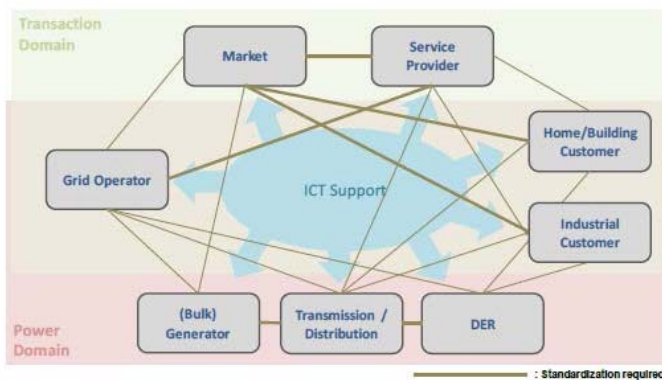 Transaction
Domain
Market
Service
Provider
Home/Building
Customer
Grid Operator
ICT Support
Industrial
Customer
(Bulk)
Generator
Transmission /
Distribution
DER
Power
Domain
: Standardization required